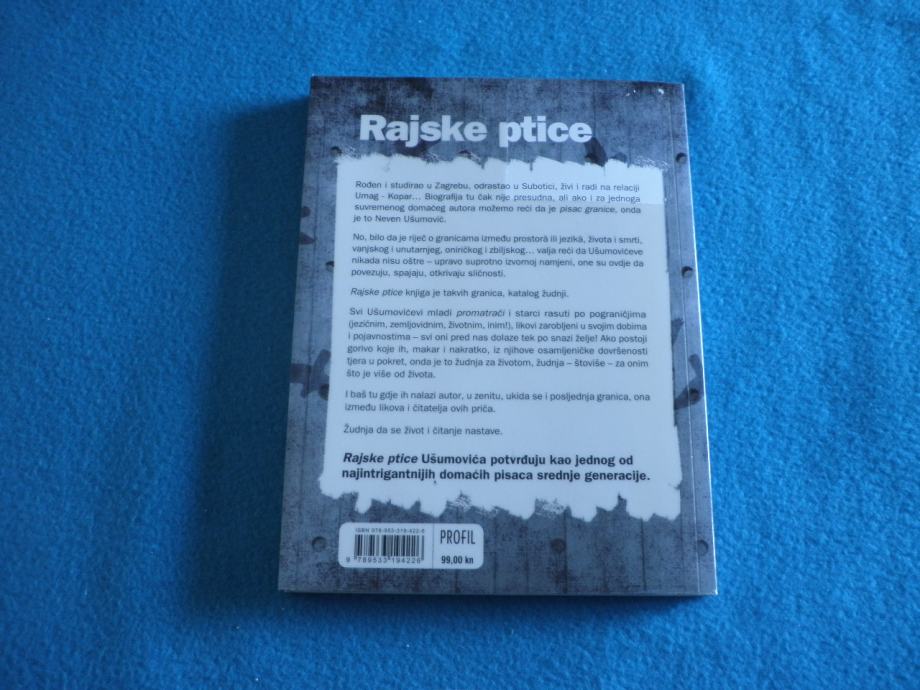 Rajske ptice
Rođen i studirao u Zagrebu, odrastao u Subotici, živi i radi na relaciji
Umag - Kopar... Biografija tu čak nije presudna, ali ako i za jednoga
suvremenog domaćeg autora možemo reći da je pisac granice, onda
je to Neven Ušumović.
No, bilo da je riječ o granicama između prostorâ ili jezikâ, života i smrti,
vanjskog i unutarnjeg, oniričkog i zbiljskog... valja reći da Ušumovićeve
nikada nisu oštre – upravo suprotno izvornoj namjeni, one su ovdje da
povezuju, spajaju, otkrivaju sličnosti.
Rajske ptice knjiga je takvih granica, katalog žudnji.
Svi Ušumovićevi mladi promatrači i starci rasuti po pograničjima
(jezičnim, zemljovidnim, životnim, inim!), likovi zarobljeni u svojim dobima
i pojavnostima – svi oni pred nas dolaze tek po snazi želje! Ako postoji
gorivo koje ih, makar i nakratko, iz njihove osamljeničke dovršenosti
tjera u pokret, onda je to žudnja za životom, žudnja – štoviše – za onim
što je više od života.
I baš tu gdje ih nalazi autor, u zenitu, ukida se i posljednja granica, ona
između likova i čitatelja ovih priča.
Žudnja da se život i čitanje nastave.
Rajske ptice Ušumovića potvrđuju kao jednog od
najintrigantnijih domaćih pisaca srednje generacije.
ISBN 978-953-319-422-6
9 789533 194226
PROFIL
99,00 kn